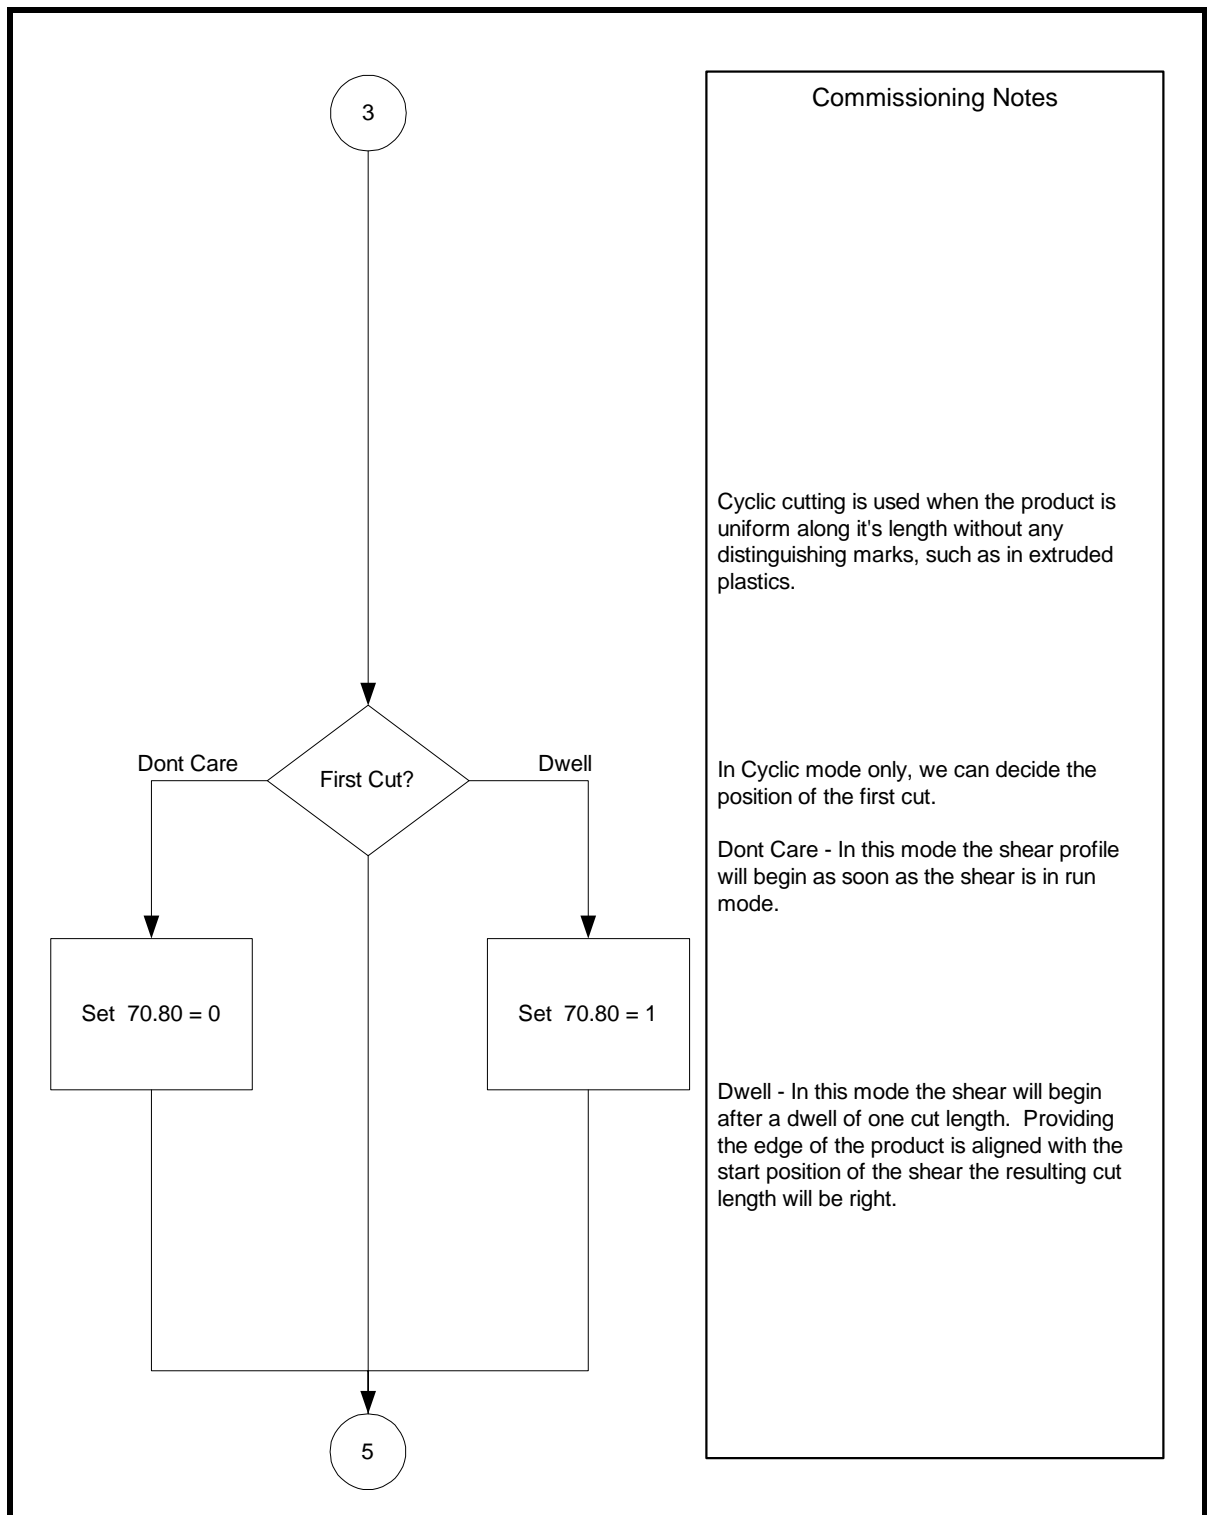 3
Commissioning Notes
Cyclic cutting is used when the product is
uniform along it's length without any
distinguishing marks, such as in extruded
plastics.
Dont Care
First Cut?
Dwell
In Cyclic mode only, we can decide the
position of the first cut.
Dont Care - In this mode the shear profile
will begin as soon as the shear is in run
mode.
Set 70.80 = 0
Set 70.80 = 1
Dwell - In this mode the shear will begin
after a dwell of one cut length. Providing
the edge of the product is aligned with the
start position of the shear the resulting cut
length will be right.
5